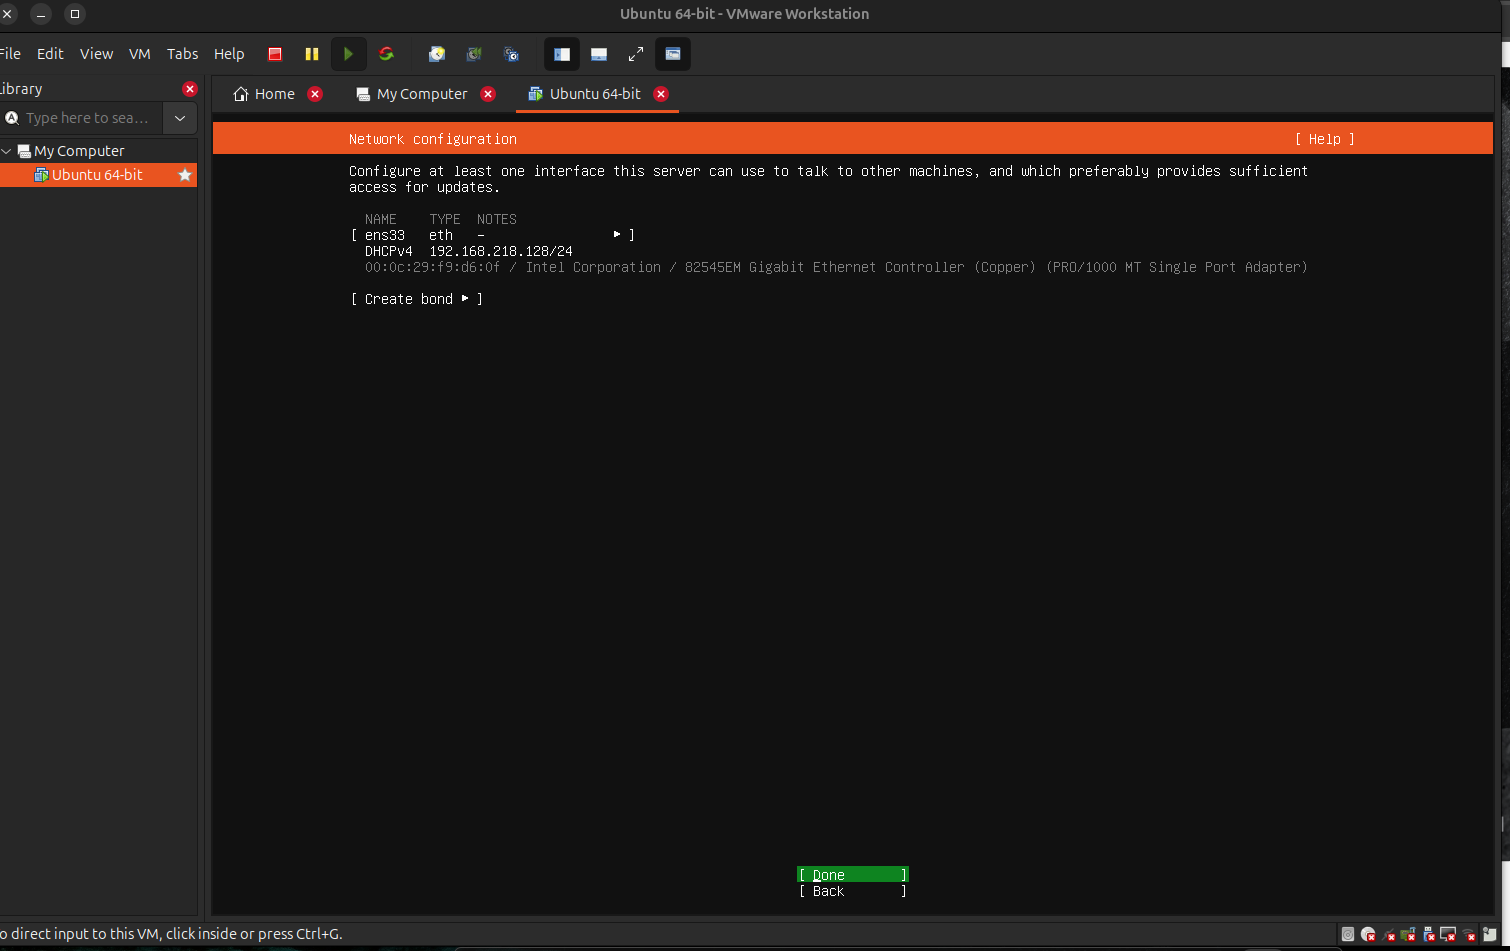 Ubuntu 64-bit - VMware Workstation
File Edit View VM Tabs Help
Library
Type here to sea...
My Computer
Ubuntu 64-bit
Home My Computer Ubuntu 64-bit
Network configuration [ Help ]
Configure at least one interface this server can use to talk to other machines, and which preferably provides sufficient
access for updates.
NAME TYPE NOTES
[ ens33 eth - ▸ ]
DHCPv4 192.168.218.128/24
00:0c:29:f9:d6:0f / Intel Corporation / 82545EM Gigabit Ethernet Controller (Copper) (PRO/1000 MT Single Port Adapter)
[ Create bond ▸ ]
[ Done ]
[ Back ]
o direct input to this VM, click inside or press Ctrl+G.